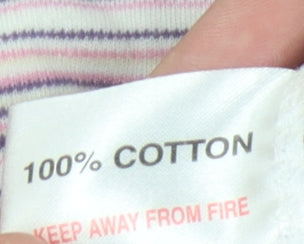 100% COTTON
KEEP AWAY FROM FIRE